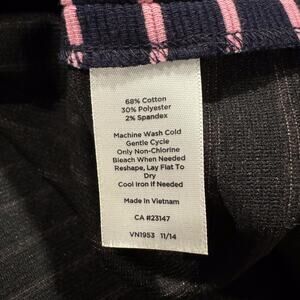 68% Cotton
30% Polyester
2% Spandex
Machine Wash Cold
Gentle Cycle
Only Non-Chlorine
Bleach When Needed
Reshape, Lay Flat To
Dry
Cool Iron If Needed
Made In Vietnam
CA #23147
VN1953 11/14